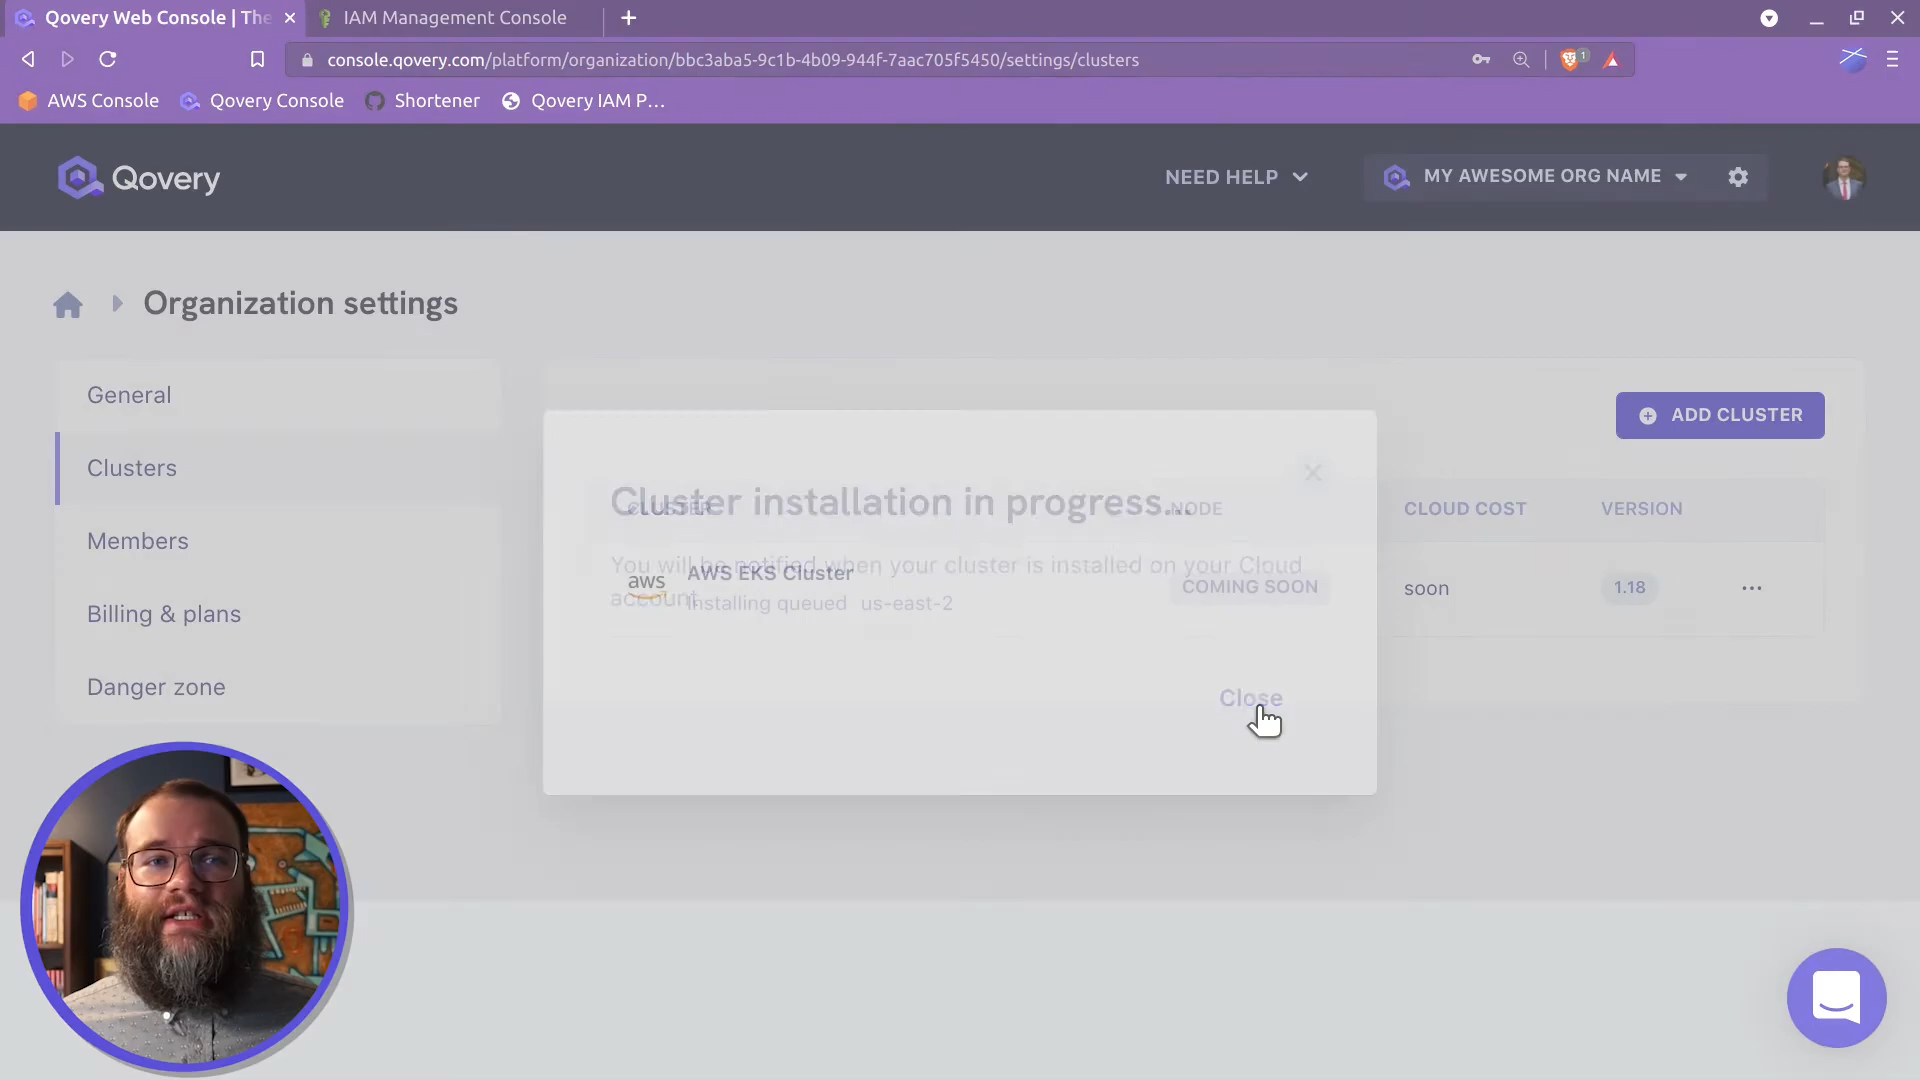 Qovery Web Console | The
IAM Management Console
console.qovery.com/platform/organization/bbc3aba5-9c1b-4b09-944f-7aac705f5450/settings/clusters
1
AWS Console
Qovery Console
Shortener
Qovery IAM P...
Qovery
NEED HELP
MY AWESOME ORG NAME
Organization settings
General
Clusters
Members
Billing & plans
Danger zone
ADD CLUSTER
Cluster installation in progress...
You will be notified when your cluster is installed on your Cloud
account.
Close
CLUSTER
NODE
CLOUD COST
VERSION
aws
AWS EKS Cluster
Installing queued us-east-2
COMING SOON
soon
1.18